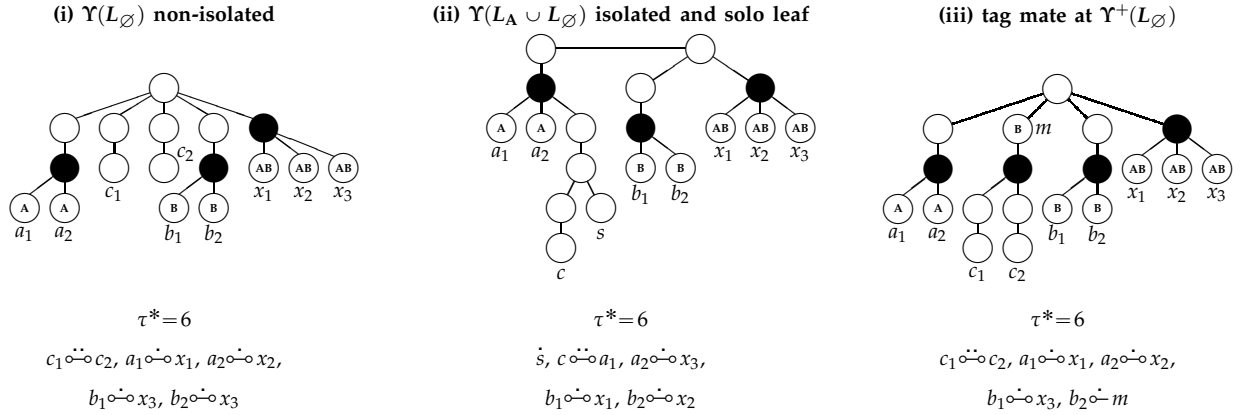 (i) Υ(L∅) non-isolated
(ii) Υ(L_A ∪ L∅) isolated and solo leaf
(iii) tag mate at Υ⁺(L∅)
B m
A A AB AB AB
c₂
AB AB AB
a₁ a₂ x₁ x₂ x₃
AB AB AB
c₁ x₁ x₂ x₃
B B
x₁ x₂ x₃
A A B B
b₁ b₂
A A B B
a₁ a₂ b₁ b₂
s
a₁ a₂ b₁ b₂
c
c₁ c₂
τ*=6
τ*=6
τ*=6
c₁ ⚬̈⚬ c₂, a₁ ⚬̇⚬ x₁, a₂ ⚬̇⚬ x₂,
ṡ, c ⚬̈⚬ a₁, a₂ ⚬̇⚬ x₃,
c₁ ⚬̈⚬ c₂, a₁ ⚬̇⚬ x₁, a₂ ⚬̇⚬ x₂,
b₁ ⚬̇⚬ x₃, b₂ ⚬̇⚬ x₃
b₁ ⚬̇⚬ x₁, b₂ ⚬̇⚬ x₂
b₁ ⚬̇⚬ x₃, b₂ ⚬̇– m